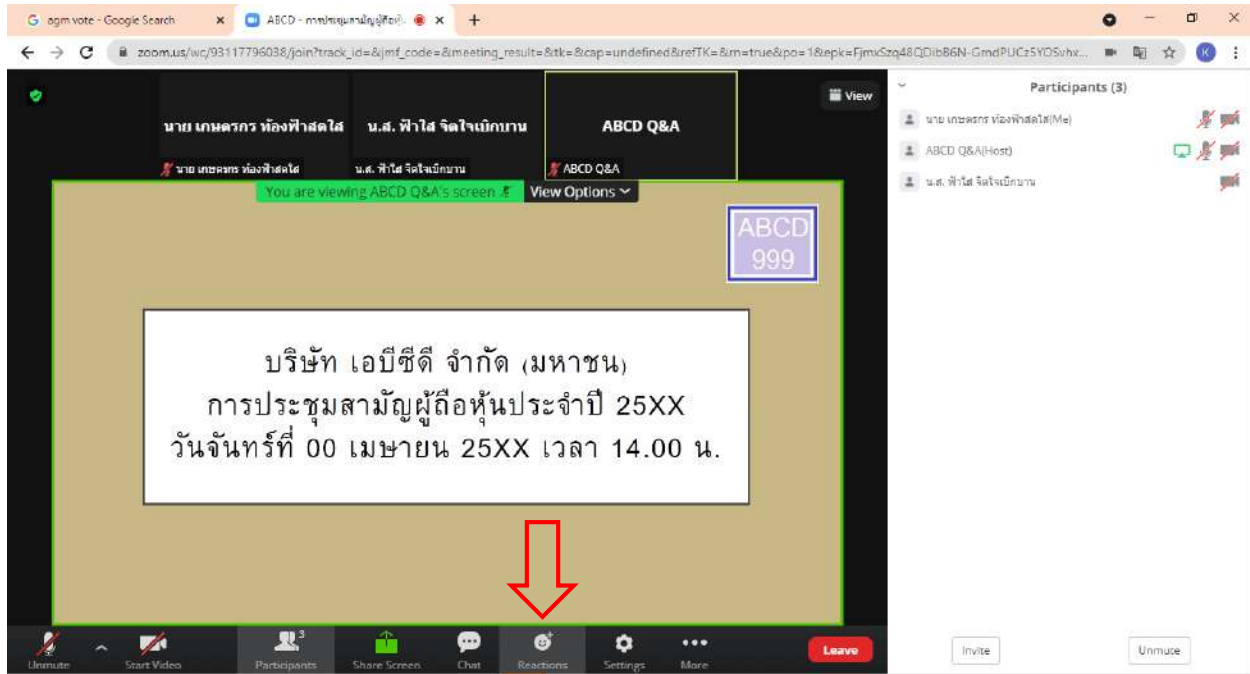 agm vote - Google Search
ABCD - การประชุมสามัญผู้ถือหุ้
zoom.us/wc/93117796038/join?track_id=&jmf_code=&meeting_result=&tk=&cap=undefined&refTK=&rn=true&po=1&epk=
K
นาย เกษตรกร ท้องฟ้าสดใส
น.ส. ฟ้าใส จิตใจเบิกบาน
ABCD Q&A
View
นาย เกษตรกร ท้องฟ้าสดใส
น.ส. ฟ้าใส จิตใจเบิกบาน
ABCD Q&A
You are viewing ABCD Q&A's screen
View Options
ABCD
999
บริษัท เอบีซีดี จำกัด (มหาชน)
การประชุมสามัญผู้ถือหุ้นประจำปี 25XX
วันจันทร์ที่ 00 เมษายน 25XX เวลา 14.00 น.
Unmute
Start Video
Participants
3
Share Screen
Chat
Reactions
Settings
More
Leave
Participants (3)
นาย เกษตรกร ท้องฟ้าสดใส(Me)
ABCD Q&A(Host)
น.ส. ฟ้าใส จิตใจเบิกบาน
Invite
Unmute